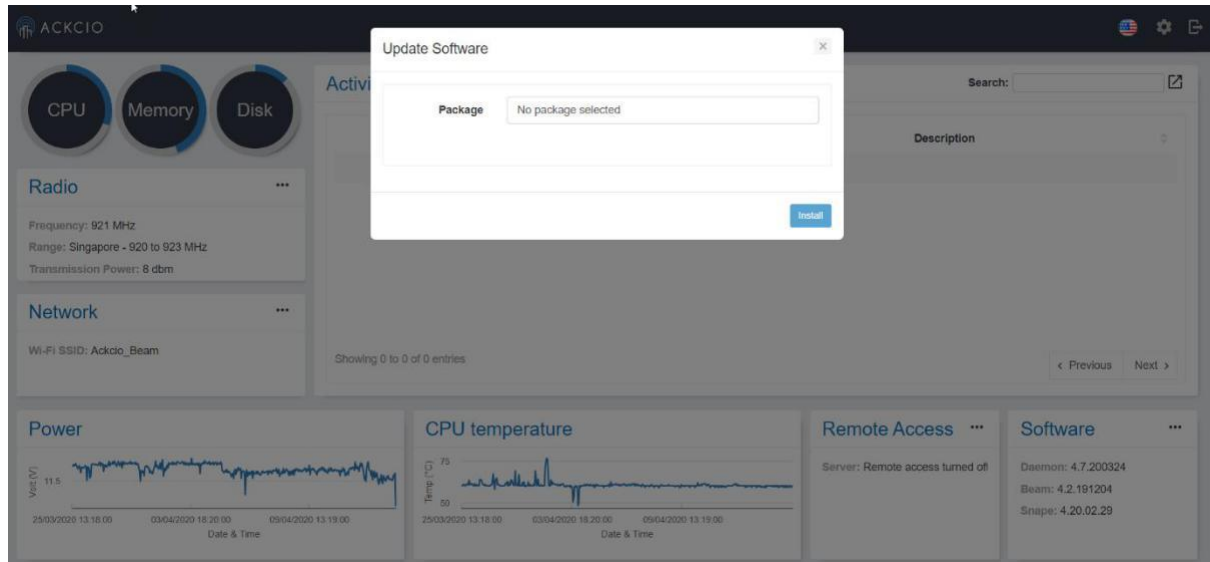 ACKCIO
Update Software
×
Package No package selected
Install
CPU Memory Disk
Activi
Search:
Description
Radio ...
Frequency: 921 MHz
Range: Singapore - 920 to 923 MHz
Transmission Power: 8 dbm
Network ...
Wi-Fi SSID: Ackcio_Beam
Showing 0 to 0 of 0 entries
‹ Previous Next ›
Power
Volt (V)
11.5
25/03/2020 13:18:00 03/04/2020 18:20:00 09/04/2020 13:19:00
Date & Time
CPU temperature
Temp (°C)
75
50
25/03/2020 13:18:00 03/04/2020 18:20:00 09/04/2020 13:19:00
Date & Time
Remote Access ...
Server: Remote access turned off
Software ...
Daemon: 4.7.200324
Beam: 4.2.191204
Snape: 4.20.02.29